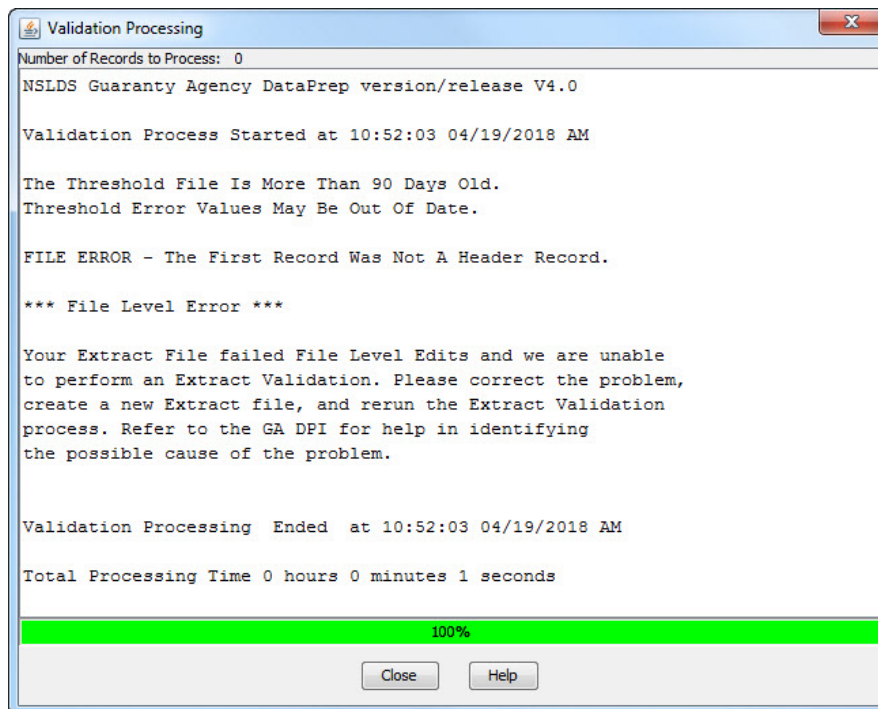 Validation Processing
Number of Records to Process: 0
NSLDS Guaranty Agency DataPrep version/release V4.0
Validation Process Started at 10:52:03 04/19/2018 AM
The Threshold File Is More Than 90 Days Old.
Threshold Error Values May Be Out Of Date.
FILE ERROR - The First Record Was Not A Header Record.
*** File Level Error ***
Your Extract File failed File Level Edits and we are unable
to perform an Extract Validation. Please correct the problem,
create a new Extract file, and rerun the Extract Validation
process. Refer to the GA DPI for help in identifying
the possible cause of the problem.
Validation Processing  Ended  at 10:52:03 04/19/2018 AM
Total Processing Time 0 hours 0 minutes 1 seconds
100%
Close Help